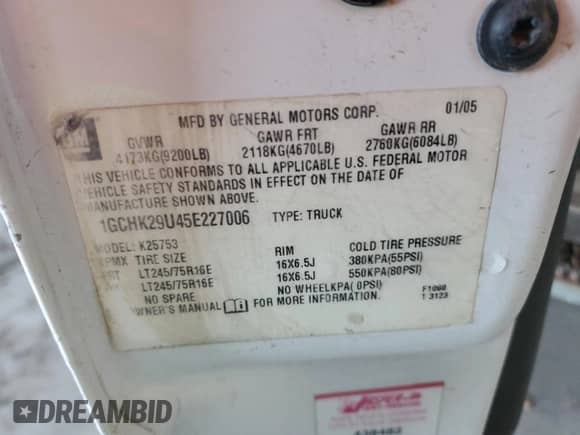 GM
MFD BY GENERAL MOTORS CORP. 01/05
GVWR GAWR FRT GAWR RR
4173KG(9200LB) 2118KG(4670LB) 2760KG(6084LB)
THIS VEHICLE CONFORMS TO ALL APPLICABLE U.S. FEDERAL MOTOR
VEHICLE SAFETY STANDARDS IN EFFECT ON THE DATE OF
MANUFACTURE SHOWN ABOVE.
1GCHK29U45E227006 TYPE: TRUCK
MODEL: K25753
TIRE SIZE RIM COLD TIRE PRESSURE
LT245/75R16E 16X6.5J 380KPA(55PSI)
LT245/75R16E 16X6.5J 550KPA(80PSI)
NO SPARE NO WHEELKPA( 0PSI)
OWNER'S MANUAL FOR MORE INFORMATION.
3123
DREAMBID